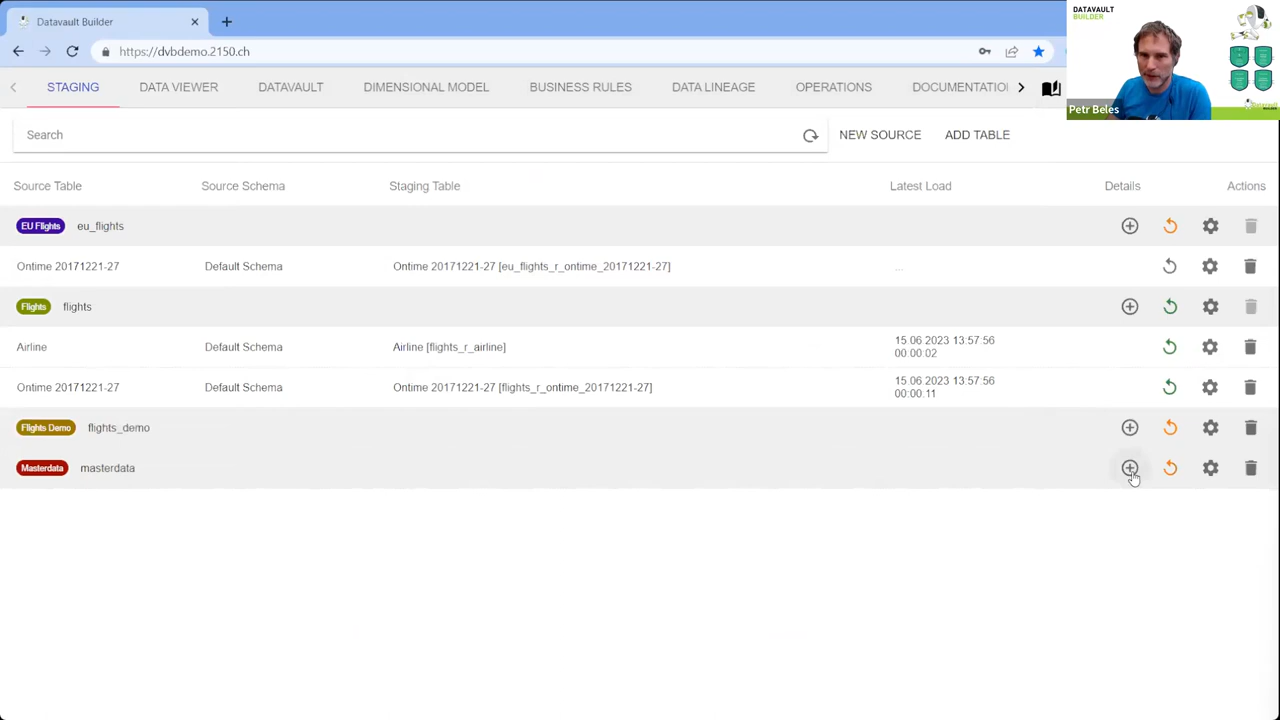 Datavault Builder
https://dvbdemo.2150.ch
DATAVAULT
BUILDER
Petr Beles
STAGING DATA VIEWER DATAVAULT DIMENSIONAL MODEL BUSINESS RULES DATA LINEAGE OPERATIONS DOCUMENTATIO
Search NEW SOURCE ADD TABLE
Source Table Source Schema Staging Table Latest Load Details Actions
EU Flights eu_flights
Ontime 20171221-27 Default Schema Ontime 20171221-27 [eu_flights_r_ontime_20171221-27] ...
Flights flights
Airline Default Schema Airline [flights_r_airline] 15 06 2023 13:57:56
00:00 02
Ontime 20171221-27 Default Schema Ontime 20171221-27 [flights_r_ontime_20171221-27] 15 06 2023 13:57:56
00:00.11
Flights Demo flights_demo
Masterdata masterdata